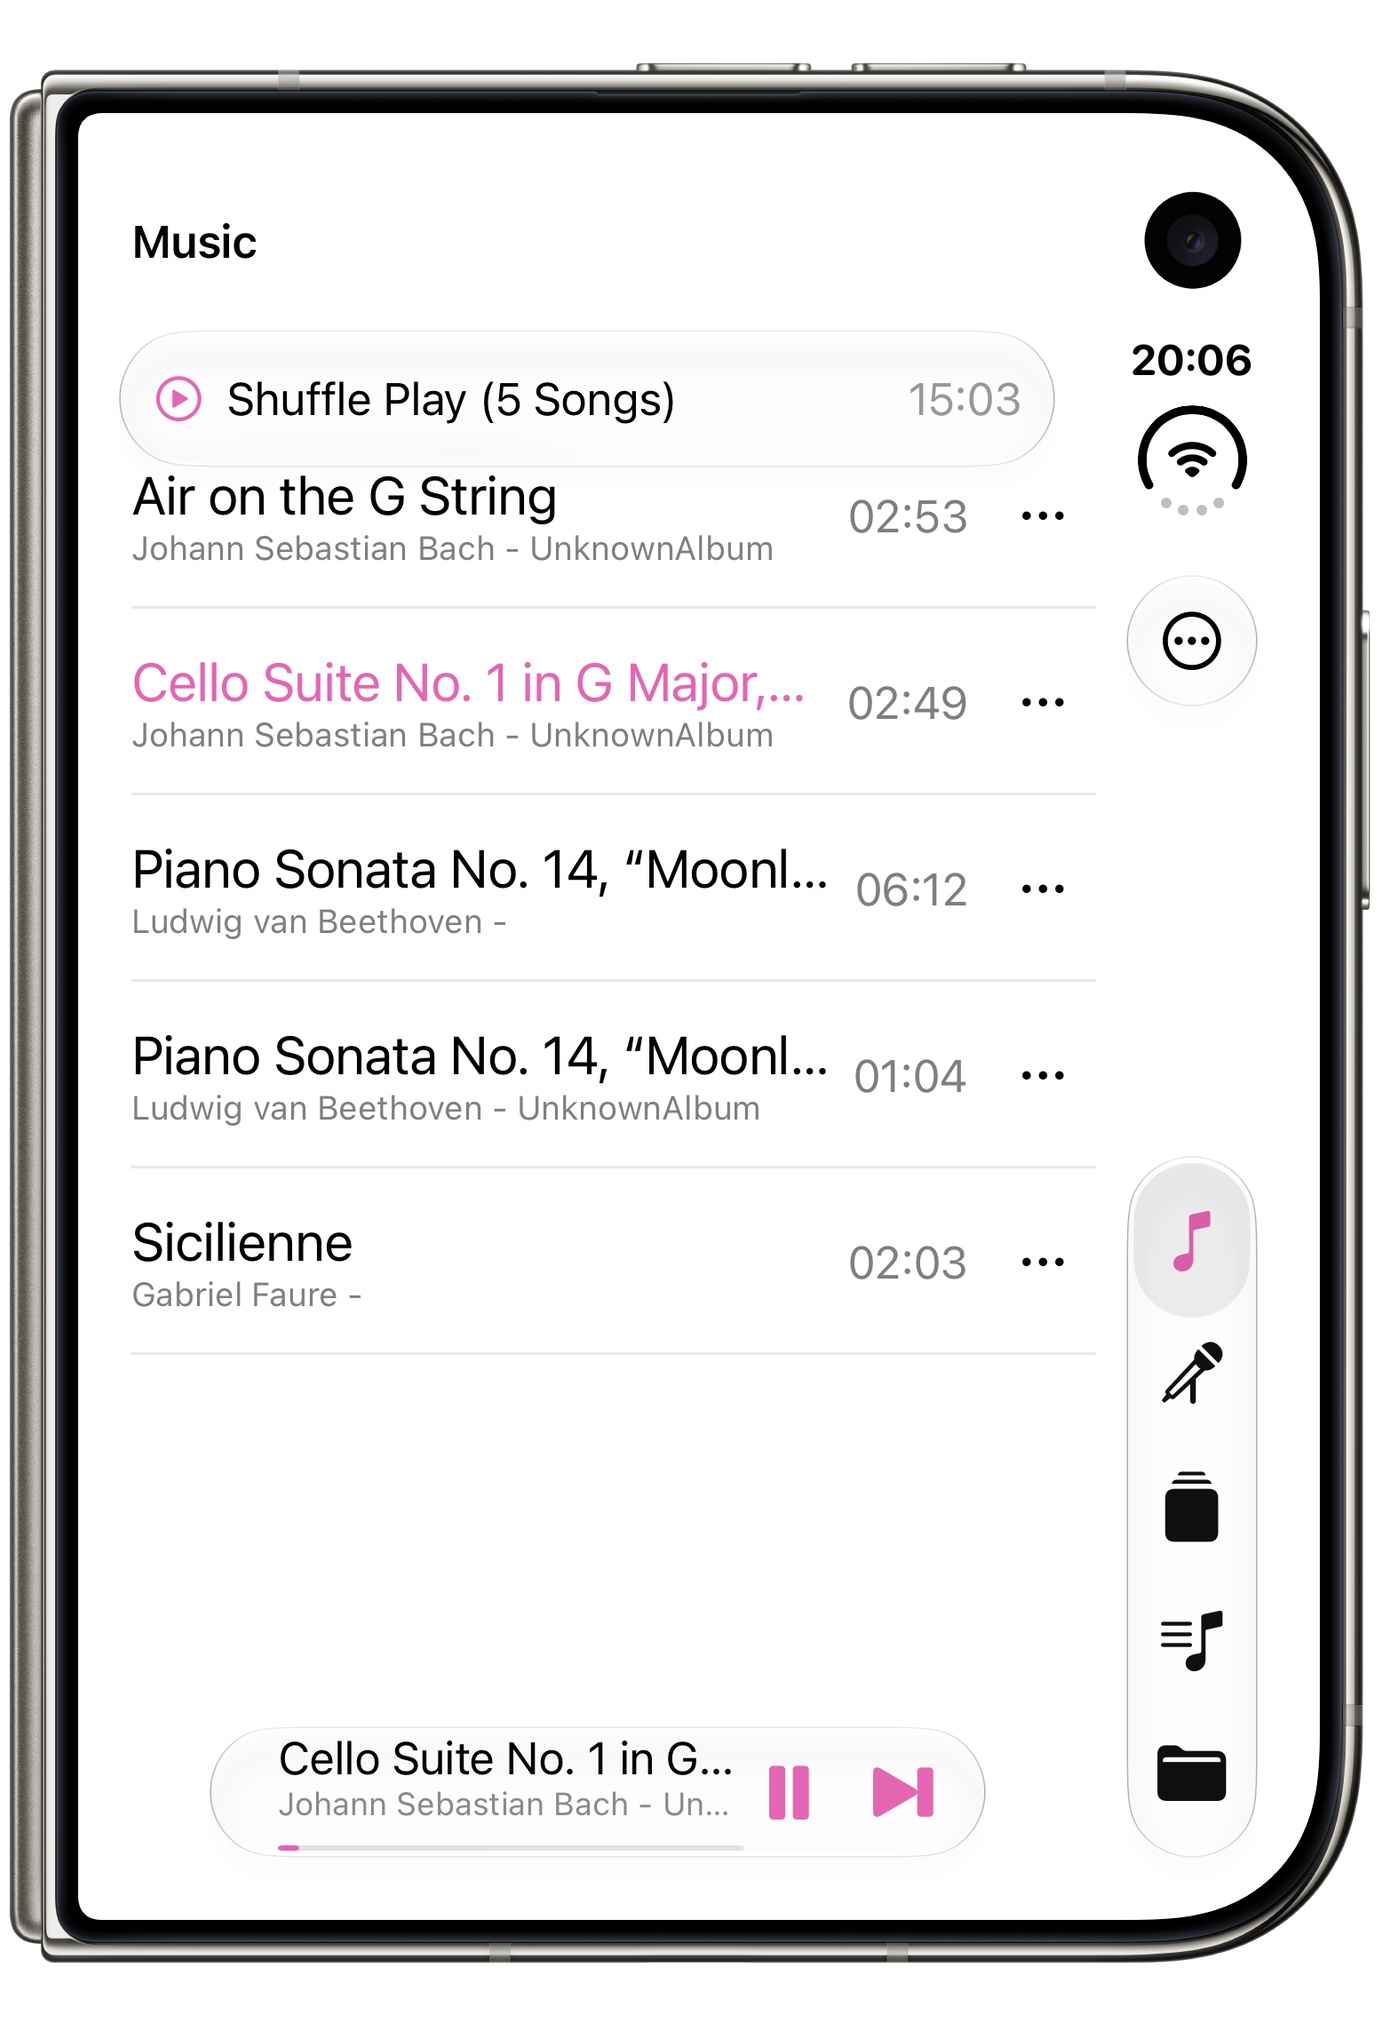 Music
20:06
Shuffle Play (5 Songs) 15:03
Air on the G String
02:53
Johann Sebastian Bach - UnknownAlbum
Cello Suite No. 1 in G Major,...
02:49
Johann Sebastian Bach - UnknownAlbum
Piano Sonata No. 14, “Moonl...
06:12
Ludwig van Beethoven -
Piano Sonata No. 14, “Moonl...
01:04
Ludwig van Beethoven - UnknownAlbum
Sicilienne
02:03
Gabriel Faure -
Cello Suite No. 1 in G...
Johann Sebastian Bach - Un...